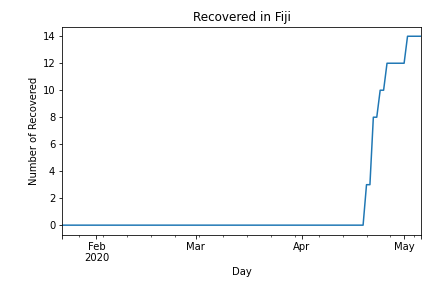 Recovered in Fiji
Number of Recovered
14
12
10
8
6
4
2
0
Feb
2020
Mar
Apr
May
Day